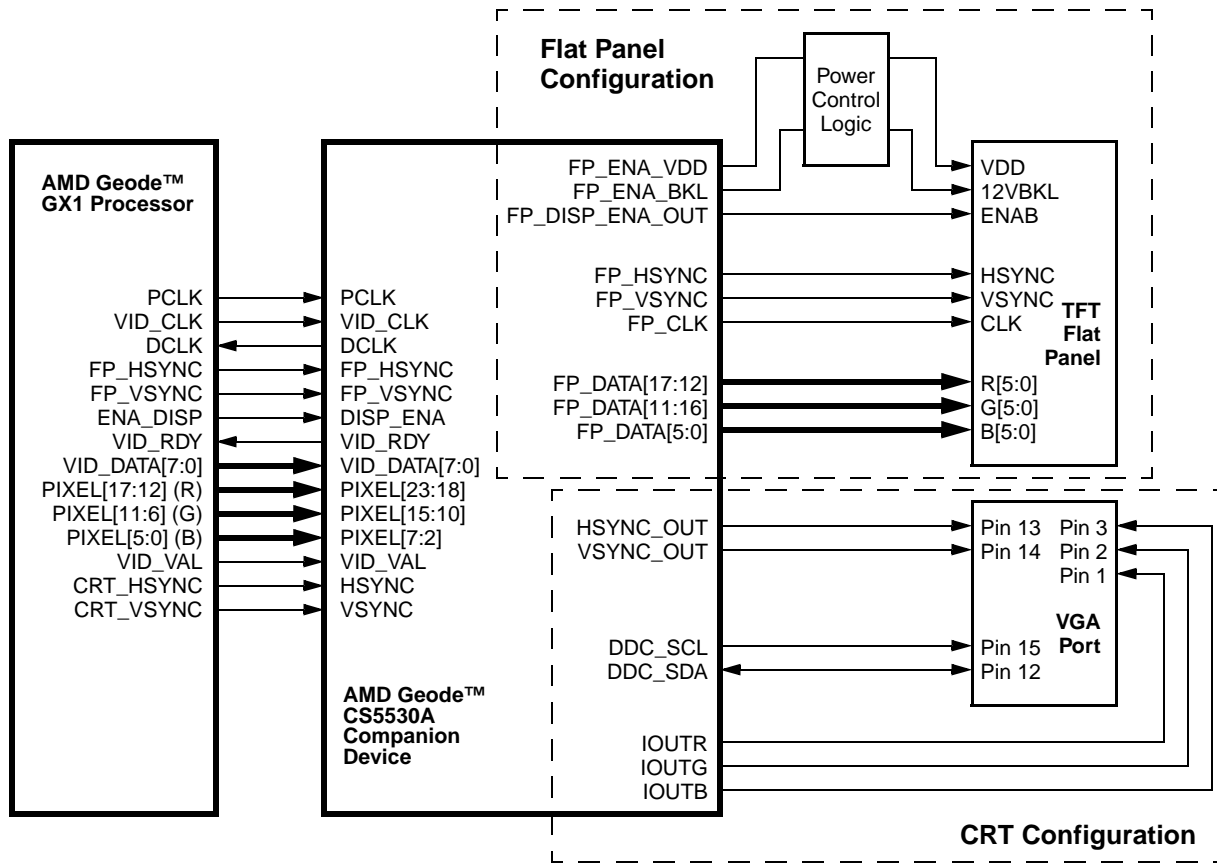 Flat Panel
Configuration
Power
Control
Logic
AMD Geode™
GX1 Processor
PCLK
VID_CLK
DCLK
FP_HSYNC
FP_VSYNC
ENA_DISP
VID_RDY
VID_DATA[7:0]
PIXEL[17:12] (R)
PIXEL[11:6] (G)
PIXEL[5:0] (B)
VID_VAL
CRT_HSYNC
CRT_VSYNC
PCLK
VID_CLK
DCLK
FP_HSYNC
FP_VSYNC
DISP_ENA
VID_RDY
VID_DATA[7:0]
PIXEL[23:18]
PIXEL[15:10]
PIXEL[7:2]
VID_VAL
HSYNC
VSYNC
AMD Geode™
CS5530A
Companion
Device
FP_ENA_VDD
FP_ENA_BKL
FP_DISP_ENA_OUT
FP_HSYNC
FP_VSYNC
FP_CLK
FP_DATA[17:12]
FP_DATA[11:16]
FP_DATA[5:0]
VDD
12VBKL
ENAB
HSYNC
VSYNC
CLK
TFT
Flat
Panel
R[5:0]
G[5:0]
B[5:0]
HSYNC_OUT
VSYNC_OUT
DDC_SCL
DDC_SDA
IOUTR
IOUTG
IOUTB
Pin 13
Pin 14
Pin 3
Pin 2
Pin 1
VGA
Port
Pin 15
Pin 12
CRT Configuration